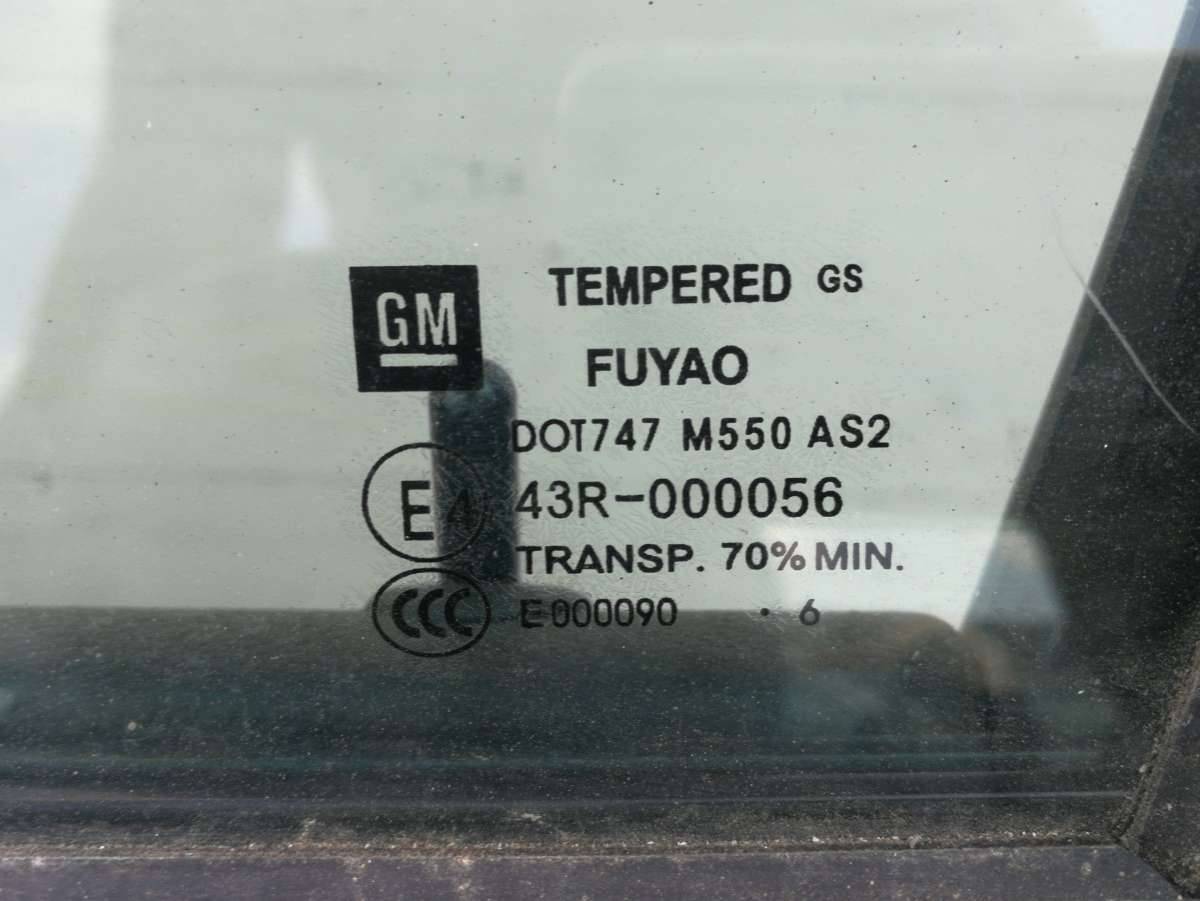 GM
TEMPERED GS
FUYAO
DOT747 M550 AS2
E4 43R-000056
TRANSP. 70% MIN.
CCC E000090 . 6